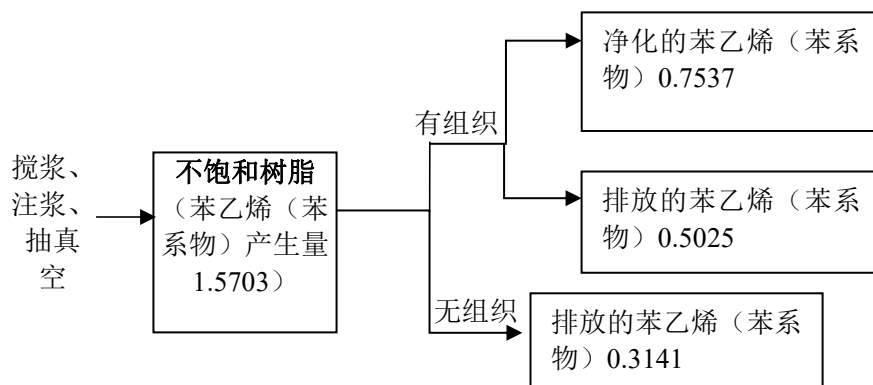 搅浆、
注浆、
抽真
空
不饱和树脂
（苯乙烯（苯
系物）产生量
1.5703）
有组织
净化的苯乙烯（苯系
物）0.7537
排放的苯乙烯（苯系
物）0.5025
无组织
排放的苯乙烯（苯系
物）0.3141